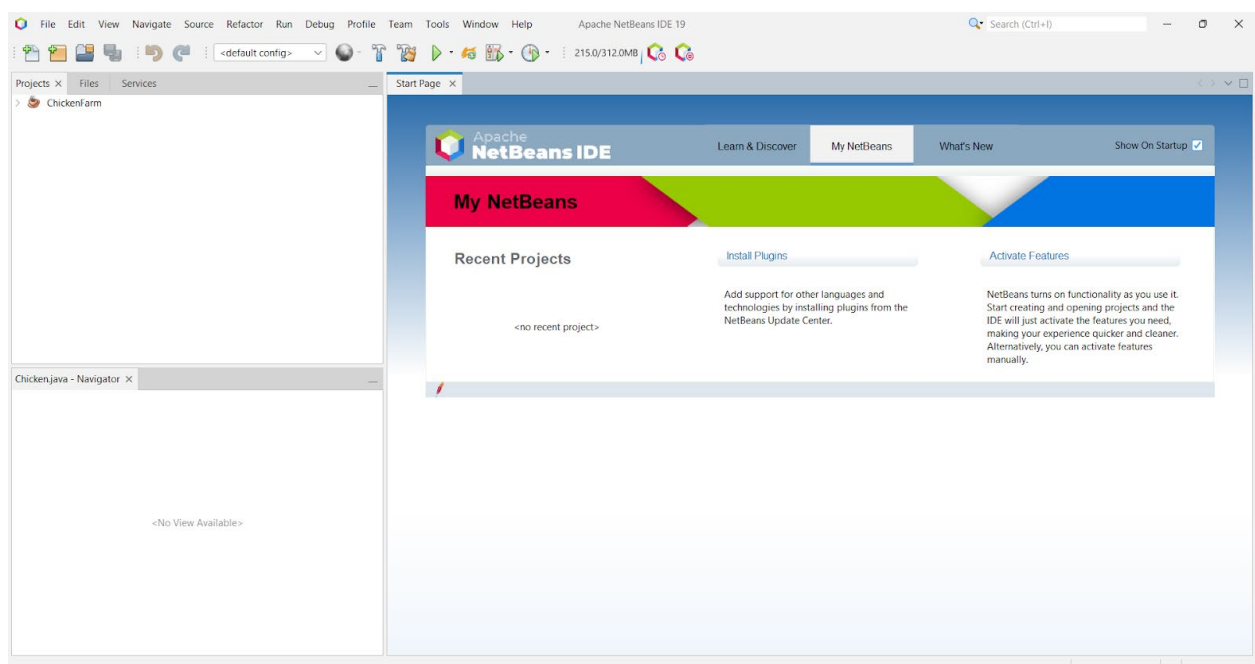 File Edit View Navigate Source Refactor Run Debug Profile Team Tools Window Help Apache NetBeans IDE 19 Search (Ctrl+I)
<default config> 215.0/312.0MB
Projects Files Services
ChickenFarm
Chicken.java - Navigator
<No View Available>
Start Page
Apache
NetBeans IDE
Learn & Discover My NetBeans What's New Show On Startup
My NetBeans
Recent Projects
<no recent project>
Install Plugins
Add support for other languages and
technologies by installing plugins from the
NetBeans Update Center.
Activate Features
NetBeans turns on functionality as you use it.
Start creating and opening projects and the
IDE will just activate the features you need,
making your experience quicker and cleaner.
Alternatively, you can activate features
manually.